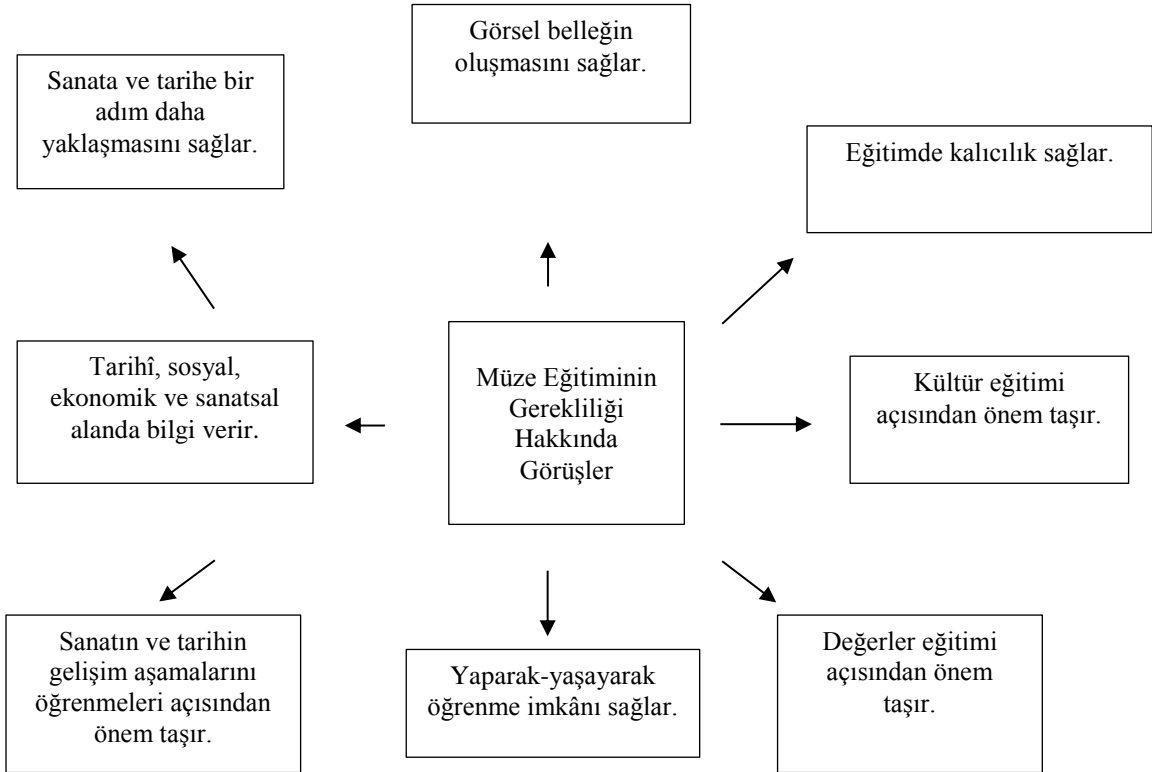 Görsel belleğin
oluşmasını sağlar.
Sanata ve tarihe bir
adım daha
yaklaşmasını sağlar.
Eğitimde kalıcılık sağlar.
Tarihî, sosyal,
ekonomik ve sanatsal
alanda bilgi verir.
Müze Eğitiminin
Gerekliliği
Hakkında
Görüşler
Kültür eğitimi
açısından önem taşır.
Sanatın ve tarihin
gelişim aşamalarını
öğrenmeleri açısından
önem taşır.
Yaparak-yaşayarak
öğrenme imkânı sağlar.
Değerler eğitimi
açısından önem
taşır.